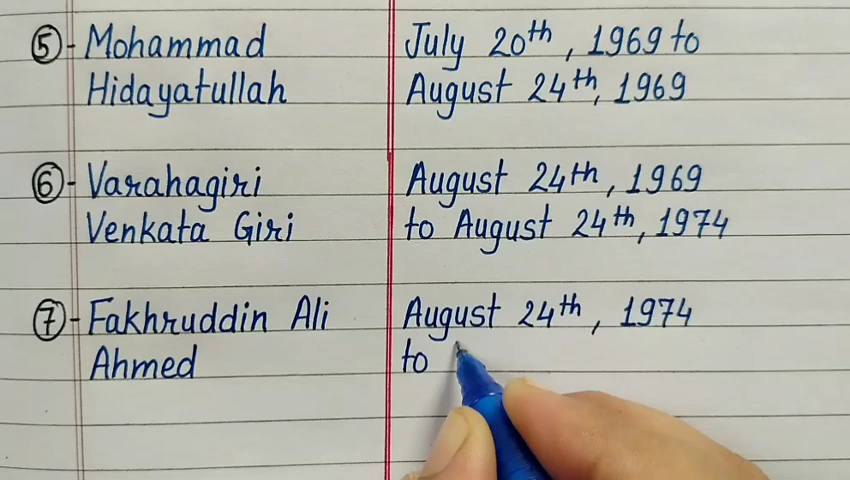 5- Mohammad July 20th, 1969 to
Hidayatullah August 24th, 1969
6- Varahagiri August 24th, 1969
Venkata Giri to August 24th, 1974
7- Fakhruddin Ali August 24th, 1974
Ahmed to